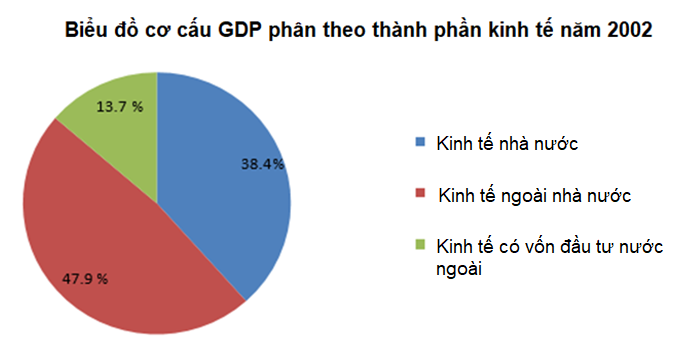 Biểu đồ cơ cấu GDP phân theo thành phần kinh tế năm 2002
13.7 %
38.4%
47.9 %
Kinh tế nhà nước
Kinh tế ngoài nhà nước
Kinh tế có vốn đầu tư nước
ngoài